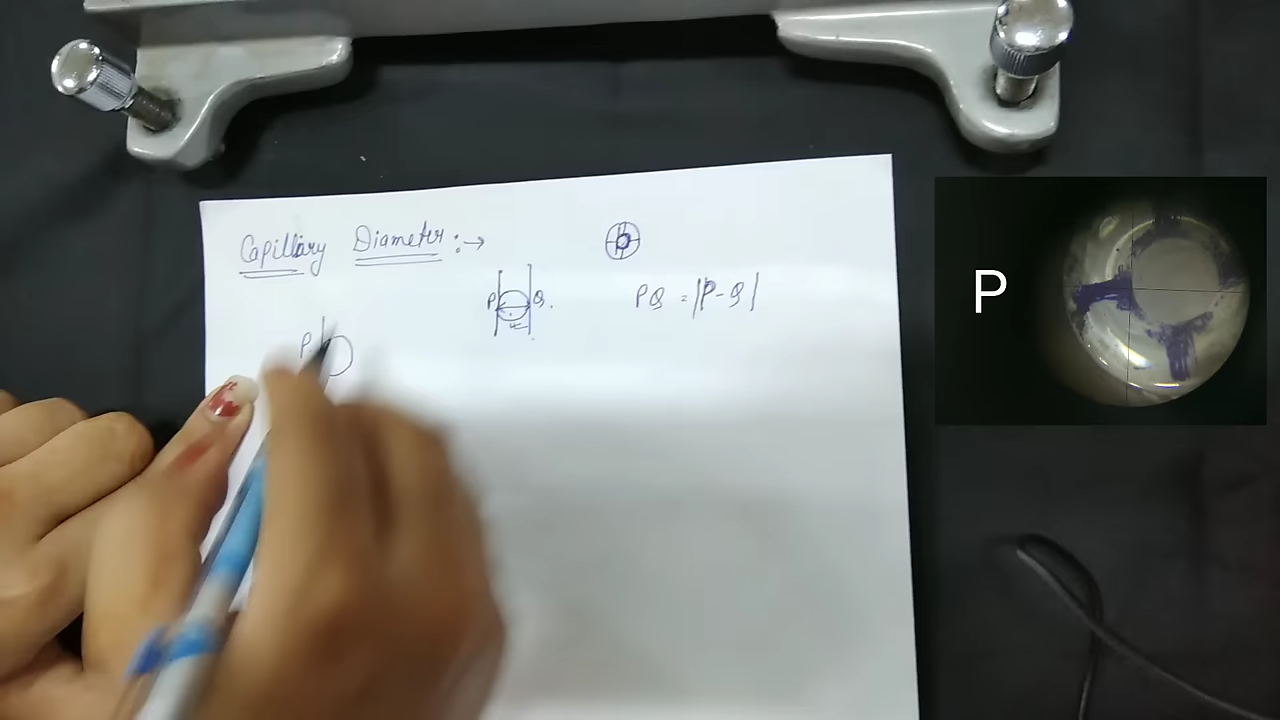 Capillary Diameter :→
P Q.
PQ = |P-Q|
P
P